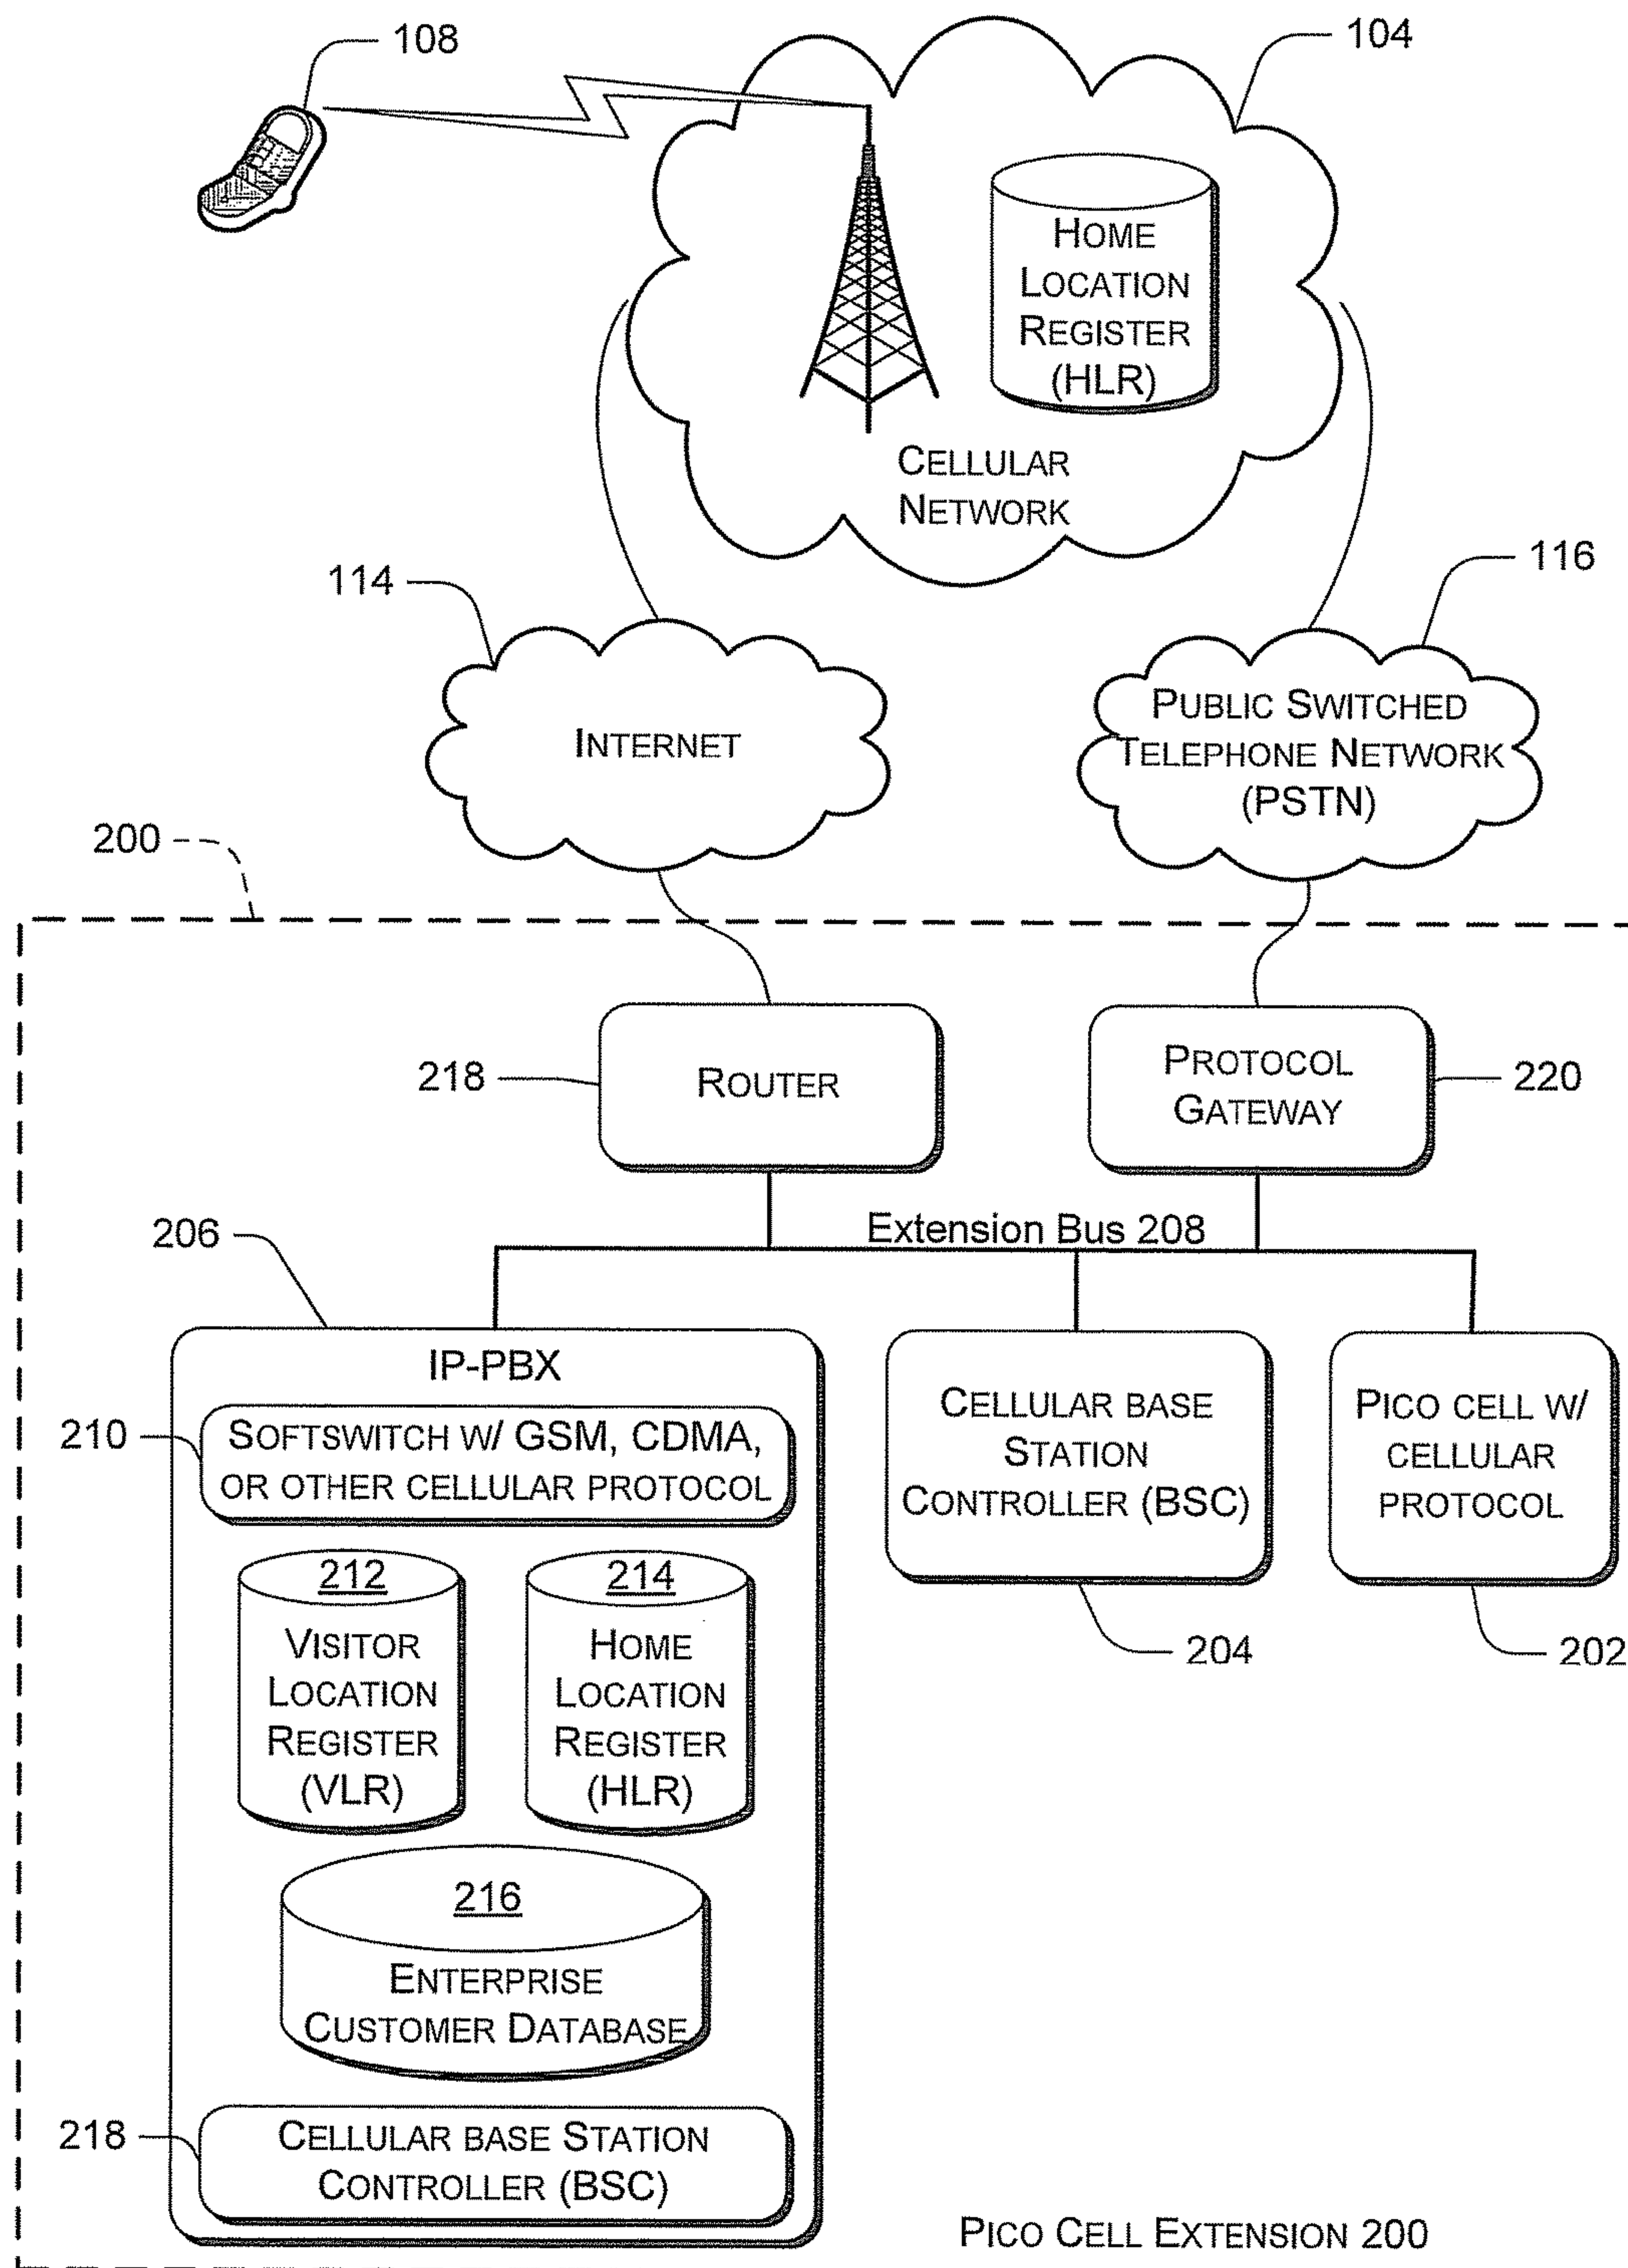 108
104
HOME
LOCATION
REGISTER
(HLR)
CELLULAR
NETWORK
114
116
INTERNET
PUBLIC SWITCHED
TELEPHONE NETWORK
(PSTN)
200
218
ROUTER
PROTOCOL
GATEWAY
220
Extension Bus 208
206
IP-PBX
210
SOFTSWITCH W/ GSM, CDMA,
OR OTHER CELLULAR PROTOCOL
CELLULAR BASE
STATION
CONTROLLER (BSC)
PICO CELL W/
CELLULAR
PROTOCOL
204
202
212
VISITOR
LOCATION
REGISTER
(VLR)
214
HOME
LOCATION
REGISTER
(HLR)
216
ENTERPRISE
CUSTOMER DATABASE
218
CELLULAR BASE STATION
CONTROLLER (BSC)
PICO CELL EXTENSION 200